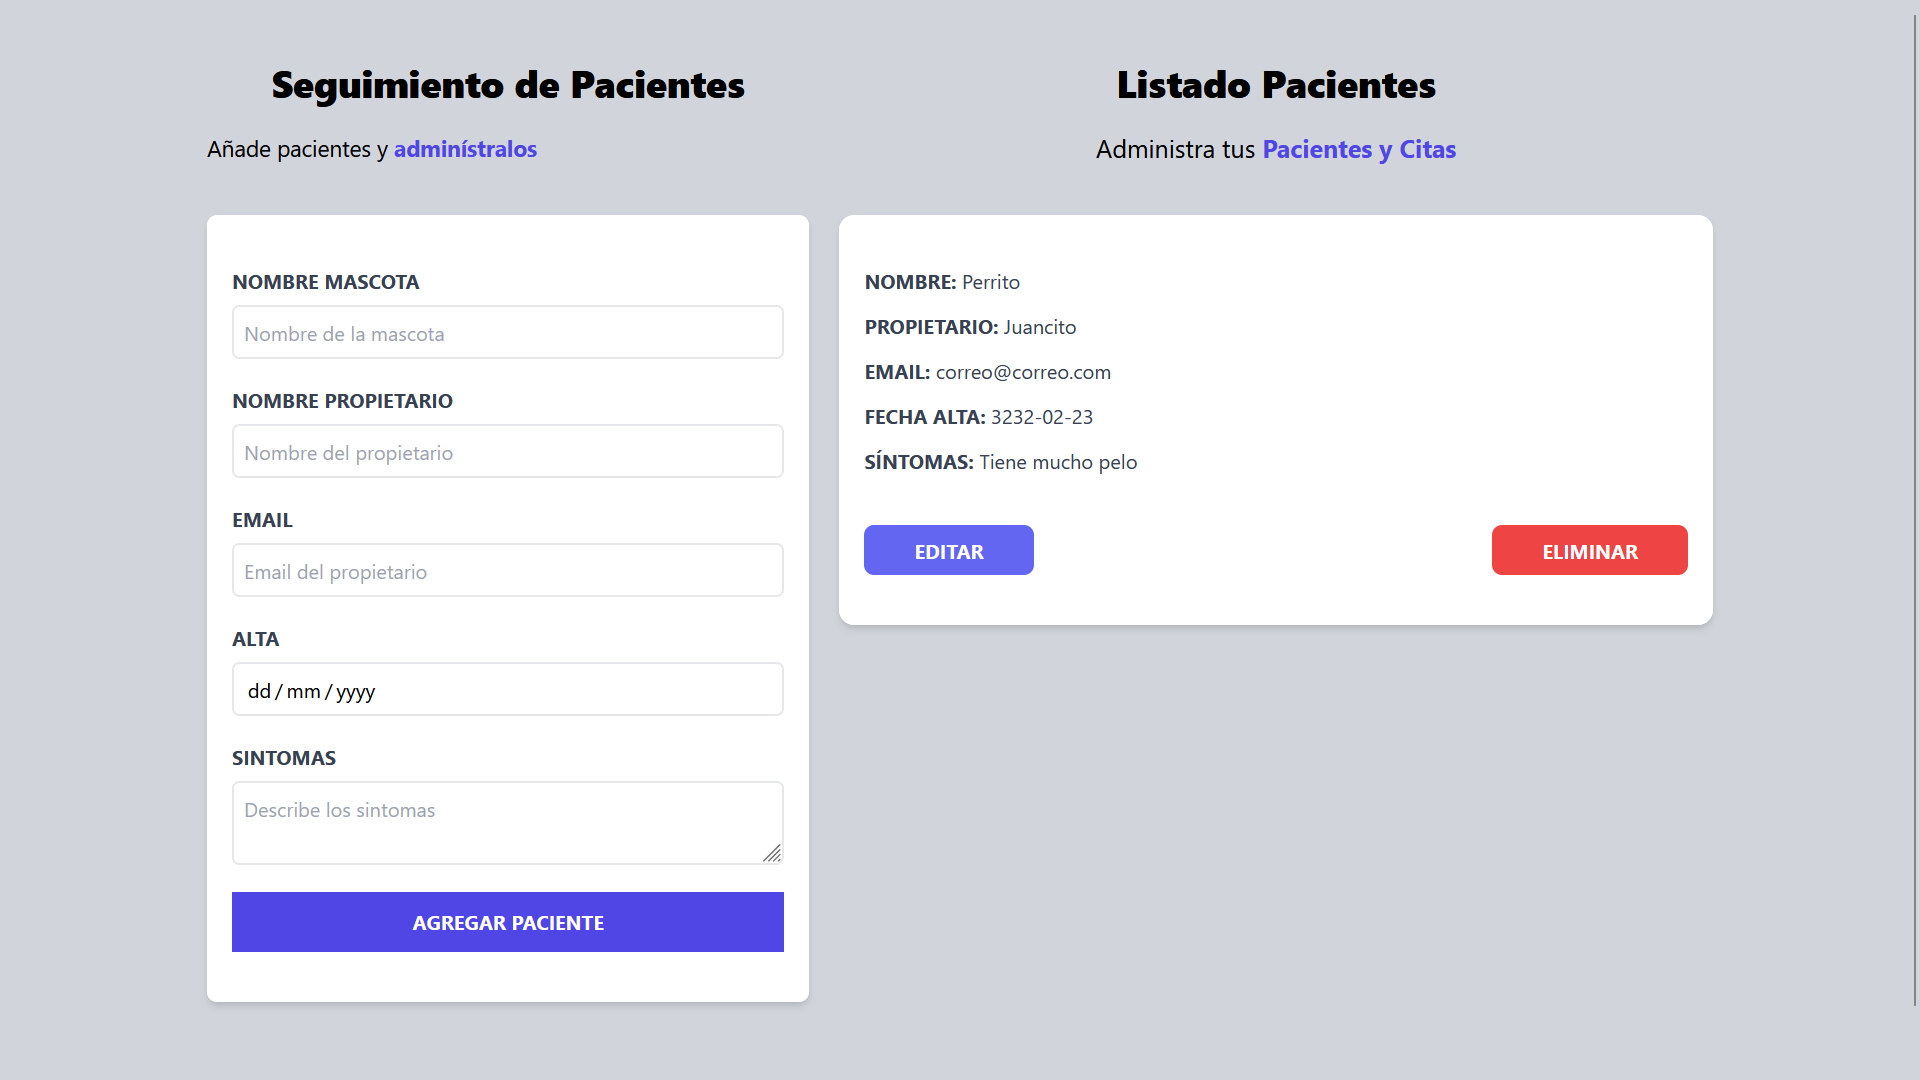 Seguimiento de Pacientes
Añade pacientes y adminístralos
NOMBRE MASCOTA
Nombre de la mascota
NOMBRE PROPIETARIO
Nombre del propietario
EMAIL
Email del propietario
ALTA
dd/mm/yyyy
SINTOMAS
Describe los sintomas
AGREGAR PACIENTE
Listado Pacientes
Administra tus Pacientes y Citas
NOMBRE: Perrito
PROPIETARIO: Juancito
EMAIL: correo@correo.com
FECHA ALTA: 3232-02-23
SÍNTOMAS: Tiene mucho pelo
EDITAR
ELIMINAR